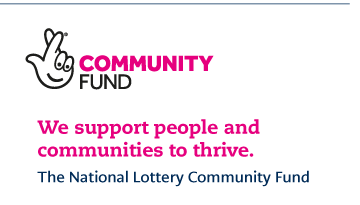 COMMUNITY
FUND
We support people and
communities to thrive.
The National Lottery Community Fund